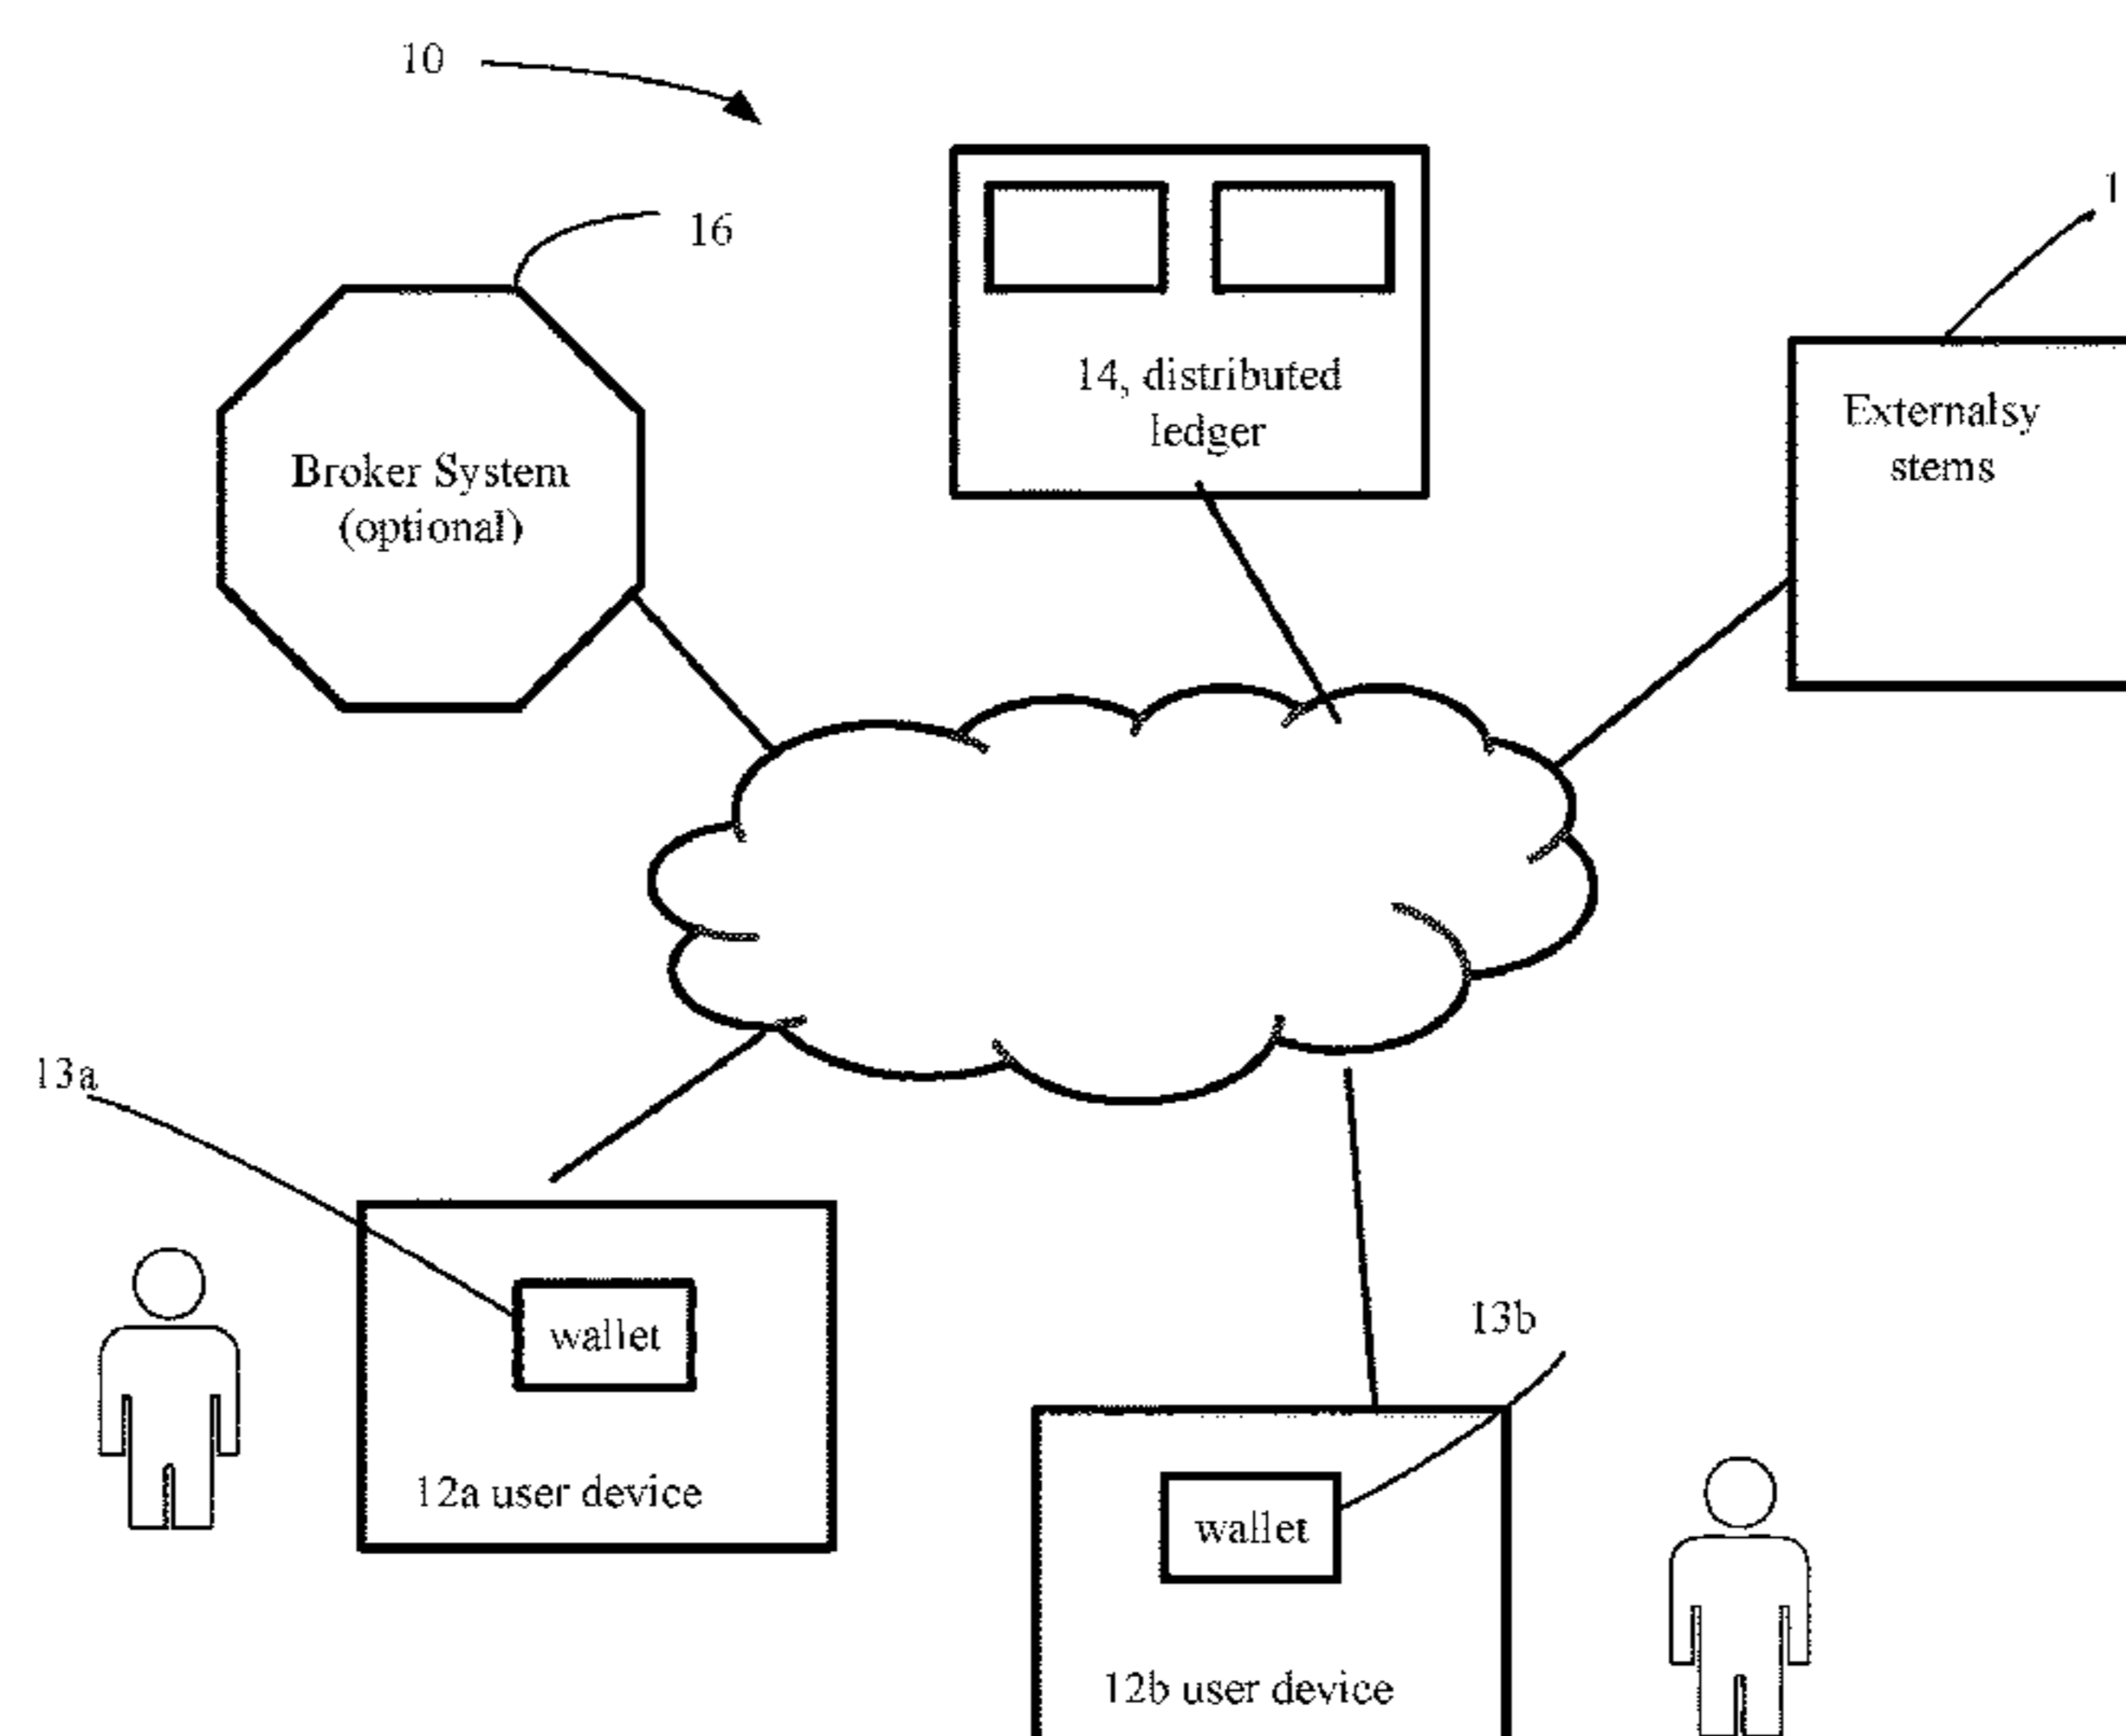 10
16
1
14, distributed
ledger
Externalsy
stems
Broker System
(optional)
13a
13b
wallet
12a user device
wallet
12b user device